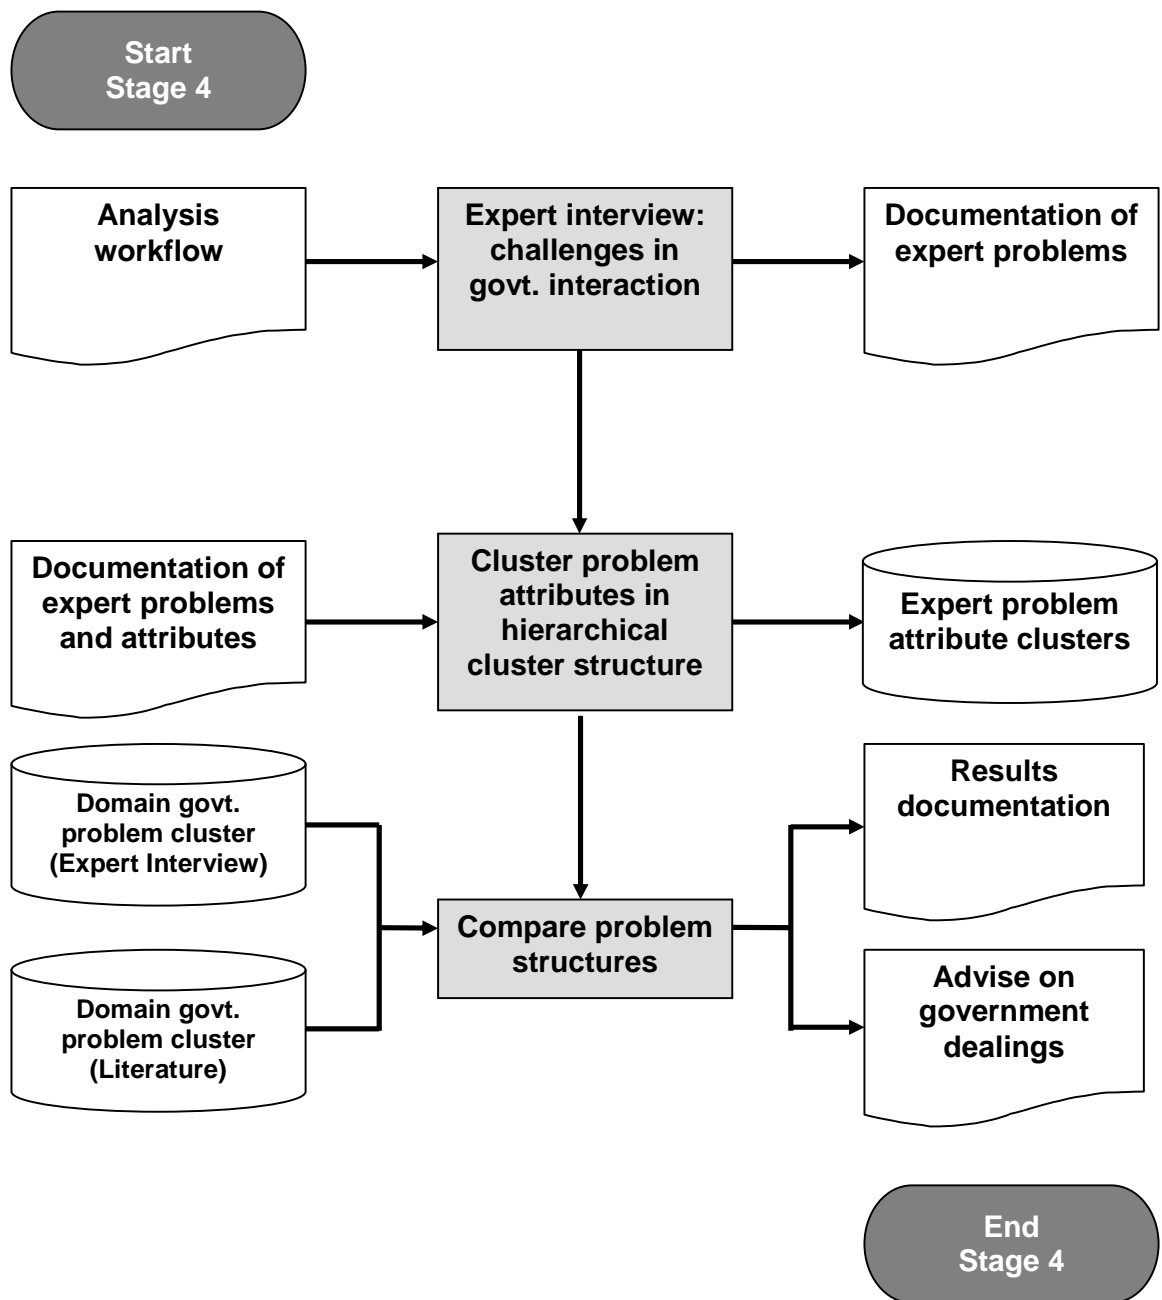 Start
Stage 4
Analysis
workflow
Expert interview:
challenges in
govt. interaction
Documentation of
expert problems
Documentation of
expert problems
and attributes
Cluster problem
attributes in
hierarchical
cluster structure
Expert problem
attribute clusters
Domain govt.
problem cluster
(Expert Interview)
Domain govt.
problem cluster
(Literature)
Compare problem
structures
Results
documentation
Advise on
government
dealings
End
Stage 4